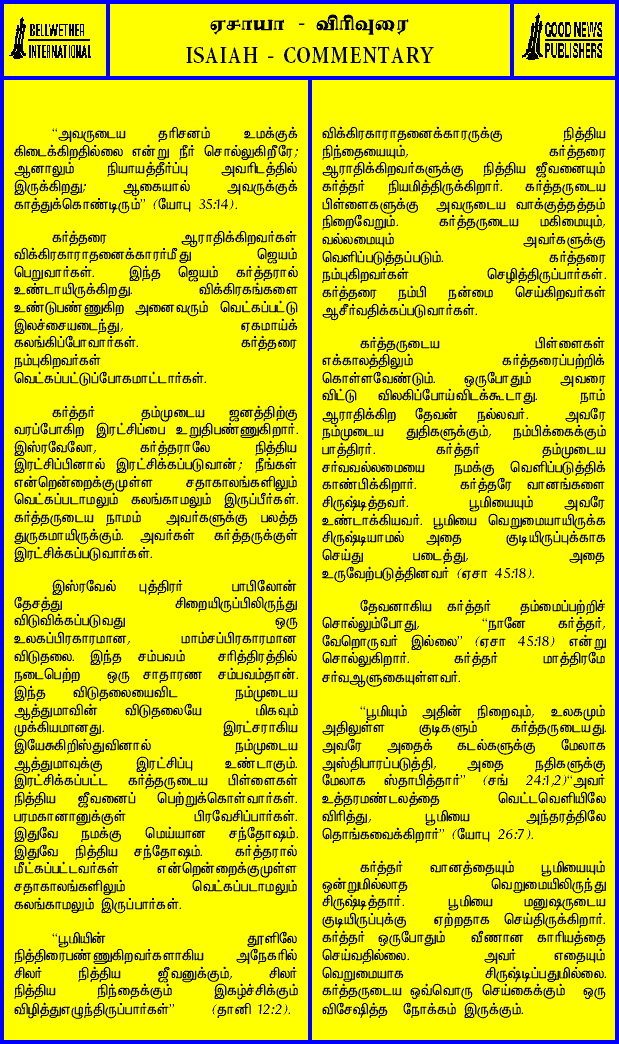 BELLWETHER
INTERNATIONAL
ஏசாயா - விரிவுரை
ISAIAH - COMMENTARY
GOOD NEWS
PUBLISHERS
“அவருடைய தரிசனம் உமக்குக்
கிடைக்கிறதில்லை என்று நீர் சொல்லுகிறீரே;
ஆனாலும் நியாயத்தீர்ப்பு அவரிடத்தில்
இருக்கிறது; ஆகையால் அவருக்குக்
காத்துக்கொண்டிரும்” (யோபு 35:14).
கர்த்தரை ஆராதிக்கிறவர்கள்
விக்கிரகாராதனைக்காரர்மீது ஜெயம்
பெறுவார்கள். இந்த ஜெயம் கர்த்தரால்
உண்டாயிருக்கிறது. விக்கிரகங்களை
உண்டுபண்ணுகிற அனைவரும் வெட்கப்பட்டு
இலச்சையடைந்து, ஏகமாய்க்
கலங்கிப்போவார்கள். கர்த்தரை
நம்புகிறவர்கள்
வெட்கப்பட்டுப்போகமாட்டார்கள்.
கர்த்தர் தம்முடைய ஜனத்திற்கு
வரப்போகிற இரட்சிப்பை உறுதிபண்ணுகிறார்.
இஸ்ரவேலோ, கர்த்தராலே நித்திய
இரட்சிப்பினால் இரட்சிக்கப்படுவான்; நீங்கள்
என்றென்றைக்குமுள்ள சதாகாலங்களிலும்
வெட்கப்படாமலும் கலங்காமலும் இருப்பீர்கள்.
கர்த்தருடைய நாமம் அவர்களுக்கு பலத்த
துருகமாயிருக்கும். அவர்கள் கர்த்தருக்குள்
இரட்சிக்கப்படுவார்கள்.
இஸ்ரவேல் புத்திரர் பாபிலோன்
தேசத்து சிறையிருப்பிலிருந்து
விடுவிக்கப்படுவது ஒரு
உலகப்பிரகாரமான, மாம்சப்பிரகாரமான
விடுதலை. இந்த சம்பவம் சரித்திரத்தில்
நடைபெற்ற ஒரு சாதாரண சம்பவம்தான்.
இந்த விடுதலையைவிட நம்முடைய
ஆத்துமாவின் விடுதலையே மிகவும்
முக்கியமானது. இரட்சராகிய
இயேசுகிறிஸ்துவினால் நம்முடைய
ஆத்துமாவுக்கு இரட்சிப்பு உண்டாகும்.
இரட்சிக்கப்பட்ட கர்த்தருடைய பிள்ளைகள்
நித்திய ஜீவனைப் பெற்றுக்கொள்வார்கள்.
பரமகானானுக்குள் பிரவேசிப்பார்கள்.
இதுவே நமக்கு மெய்யான சந்தோஷம்.
இதுவே நித்திய சந்தோஷம். கர்த்தரால்
மீட்கப்பட்டவர்கள் என்றென்றைக்குமுள்ள
சதாகாலங்களிலும் வெட்கப்படாமலும்
கலங்காமலும் இருப்பார்கள்.
“பூமியின் தூளிலே
நித்திரைபண்ணுகிறவர்களாகிய அநேகரில்
சிலர் நித்திய ஜீவனுக்கும், சிலர்
நித்திய நிந்தைக்கும் இகழ்ச்சிக்கும்
விழித்துஎழுந்திருப்பார்கள்” (தானி 12:2).
விக்கிரகாராதனைக்காரருக்கு நித்திய
நிந்தையையும், கர்த்தரை
ஆராதிக்கிறவர்களுக்கு நித்திய ஜீவனையும்
கர்த்தர் நியமித்திருக்கிறார். கர்த்தருடைய
பிள்ளைகளுக்கு அவருடைய வாக்குத்தத்தம்
நிறைவேறும். கர்த்தருடைய மகிமையும்,
வல்லமையும் அவர்களுக்கு
வெளிப்படுத்தப்படும். கர்த்தரை
நம்புகிறவர்கள் செழித்திருப்பார்கள்.
கர்த்தரை நம்பி நன்மை செய்கிறவர்கள்
ஆசீர்வதிக்கப்படுவார்கள்.
கர்த்தருடைய பிள்ளைகள்
எக்காலத்திலும் கர்த்தரைப்பற்றிக்
கொள்ளவேண்டும். ஒருபோதும் அவரை
விட்டு விலகிப்போய்விடக்கூடாது. நாம்
ஆராதிக்கிற தேவன் நல்லவர். அவரே
நம்முடைய துதிகளுக்கும், நம்பிக்கைக்கும்
பாத்திரர். கர்த்தர் தம்முடைய
சர்வவல்லமையை நமக்கு வெளிப்படுத்திக்
காண்பிக்கிறார். கர்த்தரே வானங்களை
சிருஷ்டித்தவர். பூமியையும் அவரே
உண்டாக்கியவர். பூமியை வெறுமையாயிருக்க
சிருஷ்டியாமல் அதை குடியிருப்புக்காக
செய்து படைத்து, அதை
உருவேற்படுத்தினவர் (ஏசா 45:18).
தேவனாகிய கர்த்தர் தம்மைப்பற்றிச்
சொல்லும்போது, “நானே கர்த்தர்,
வேறொருவர் இல்லை” (ஏசா 45:18) என்று
சொல்லுகிறார். கர்த்தர் மாத்திரமே
சர்வஆளுகையுள்ளவர்.
“பூமியும் அதின் நிறைவும், உலகமும்
அதிலுள்ள குடிகளும் கர்த்தருடையது.
அவரே அதைக் கடல்களுக்கு மேலாக
அஸ்திபாரப்படுத்தி, அதை நதிகளுக்கு
மேலாக ஸ்தாபித்தார்” (சங் 24:1,2)“அவர்
உத்தரமண்டலத்தை வெட்டவெளியிலே
விரித்து, பூமியை அந்தரத்திலே
தொங்கவைக்கிறார்” (யோபு 26:7).
கர்த்தர் வானத்தையும் பூமியையும்
ஒன்றுமில்லாத வெறுமையிலிருந்து
சிருஷ்டித்தார். பூமியை மனுஷருடைய
குடியிருப்புக்கு ஏற்றதாக செய்திருக்கிறார்.
கர்த்தர் ஒருபோதும் வீணான காரியத்தை
செய்வதில்லை. அவர் எதையும்
வெறுமையாக சிருஷ்டிப்பதுமில்லை.
கர்த்தருடைய ஒவ்வொரு செய்கைக்கும் ஒரு
விசேஷித்த நோக்கம் இருக்கும்.